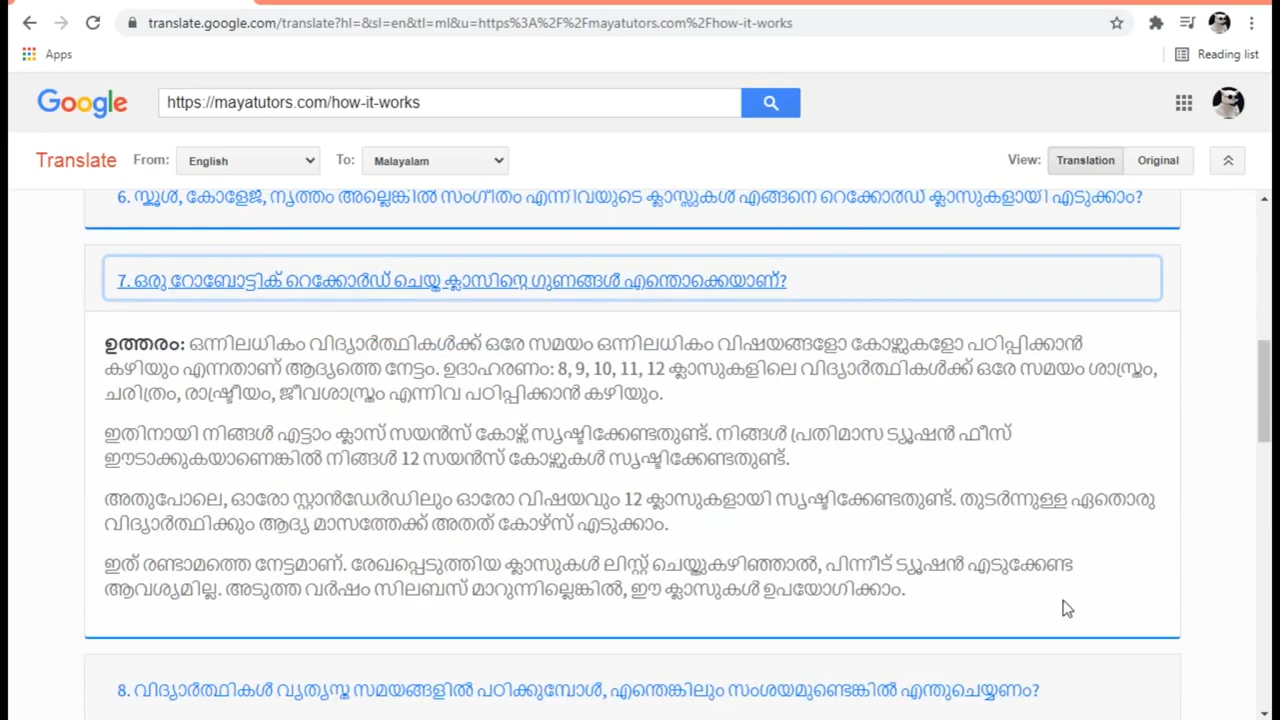 translate.google.com/translate?hl=&sl=en&tl=ml&u=https%3A%2F%2Fmayatutors.com%2Fhow-it-works
Apps
Reading list
Google
https://mayatutors.com/how-it-works
Translate From: English To: Malayalam View: Translation Original
6. സ്കൂൾ, കോളേജ്, നൃത്തം അല്ലെങ്കിൽ സംഗീതം എന്നിവയുടെ ക്ലാസ്സുകൾ എങ്ങനെ റെക്കോർഡ് ക്ലാസുകളായി എടുക്കാം?
7. ഒരു റോബോട്ടിക് റെക്കോർഡ് ചെയ്ത ക്ലാസിന്റെ ഗുണങ്ങൾ എന്തൊക്കെയാണ്?
ഉത്തരം: ഒന്നിലധികം വിദ്യാർത്ഥികൾക്ക് ഒരേ സമയം ഒന്നിലധികം വിഷയങ്ങളോ കോഴ്സുകളോ പഠിപ്പിക്കാൻ
കഴിയും എന്നതാണ് ആദ്യത്തെ നേട്ടം. ഉദാഹരണം: 8, 9, 10, 11, 12 ക്ലാസുകളിലെ വിദ്യാർത്ഥികൾക്ക് ഒരേ സമയം ശാസ്ത്രം,
ചരിത്രം, രാഷ്ട്രീയം, ജീവശാസ്ത്രം എന്നിവ പഠിപ്പിക്കാൻ കഴിയും.
ഇതിനായി നിങ്ങൾ എട്ടാം ക്ലാസ് സയൻസ് കോഴ്സ് സൃഷ്ടിക്കേണ്ടതുണ്ട്. നിങ്ങൾ പ്രതിമാസ ട്യൂഷൻ ഫീസ്
ഈടാക്കുകയാണെങ്കിൽ നിങ്ങൾ 12 സയൻസ് കോഴ്സുകൾ സൃഷ്ടിക്കേണ്ടതുണ്ട്.
അതുപോലെ, ഓരോ സ്റ്റാൻഡേർഡിലും ഓരോ വിഷയവും 12 ക്ലാസുകളായി സൃഷ്ടിക്കേണ്ടതുണ്ട്. തുടർന്നുള്ള ഏതൊരു
വിദ്യാർത്ഥിക്കും ആദ്യ മാസത്തേക്ക് അതത് കോഴ്സ് എടുക്കാം.
ഇത് രണ്ടാമത്തെ നേട്ടമാണ്. രേഖപ്പെടുത്തിയ ക്ലാസുകൾ ലിസ്റ്റ് ചെയ്തുകഴിഞ്ഞാൽ, പിന്നീട് ട്യൂഷൻ എടുക്കേണ്ട
ആവശ്യമില്ല. അടുത്ത വർഷം സിലബസ് മാറുന്നില്ലെങ്കിൽ, ഈ ക്ലാസുകൾ ഉപയോഗിക്കാം.
8. വിദ്യാർത്ഥികൾ വ്യത്യസ്ത സമയങ്ങളിൽ പഠിക്കുമ്പോൾ, എന്തെങ്കിലും സംശയമുണ്ടെങ്കിൽ എന്തുചെയ്യണം?